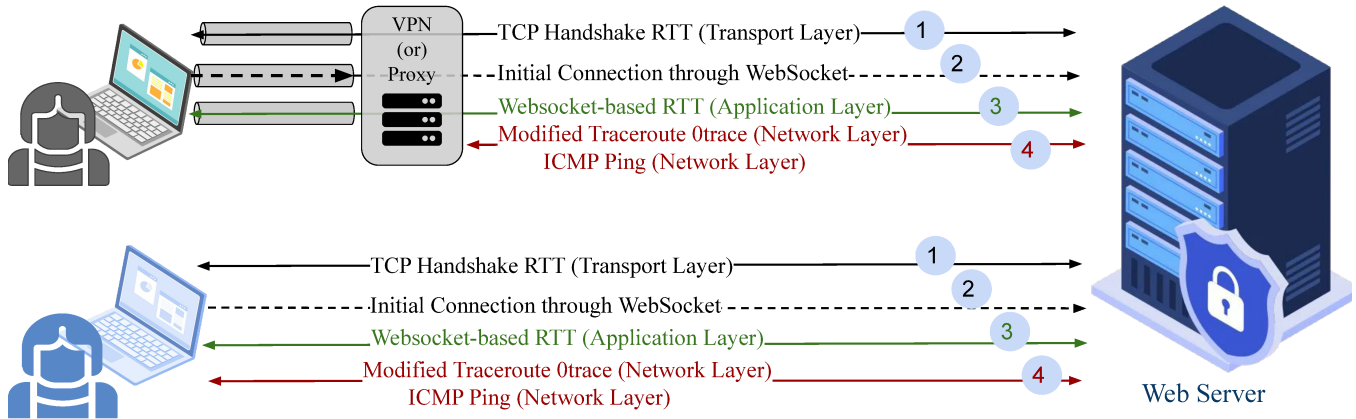 VPN
(or)
Proxy
TCP Handshake RTT (Transport Layer)
1
Initial Connection through WebSocket
2
Websocket-based RTT (Application Layer)
3
Modified Traceroute 0trace (Network Layer)
ICMP Ping (Network Layer)
4
TCP Handshake RTT (Transport Layer)
1
Initial Connection through WebSocket
2
Websocket-based RTT (Application Layer)
3
Modified Traceroute 0trace (Network Layer)
ICMP Ping (Network Layer)
4
Web Server